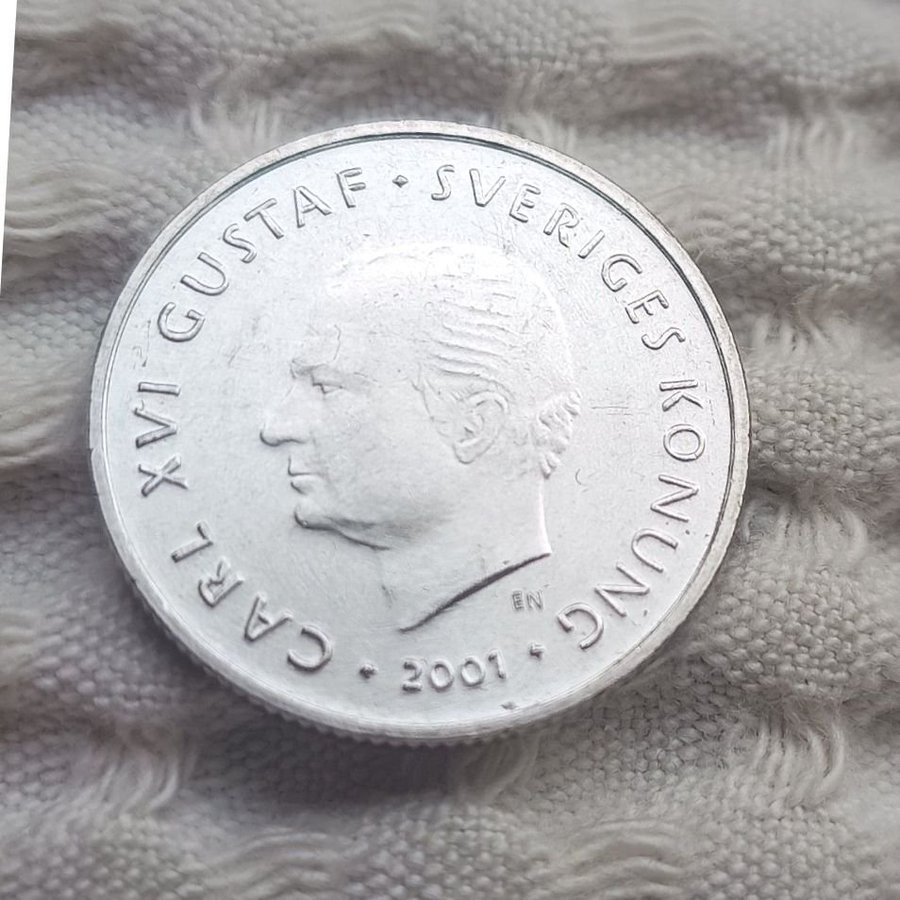 CARL XVI GUSTAF · SVERIGES KONUNG
· 2001 ·
EN